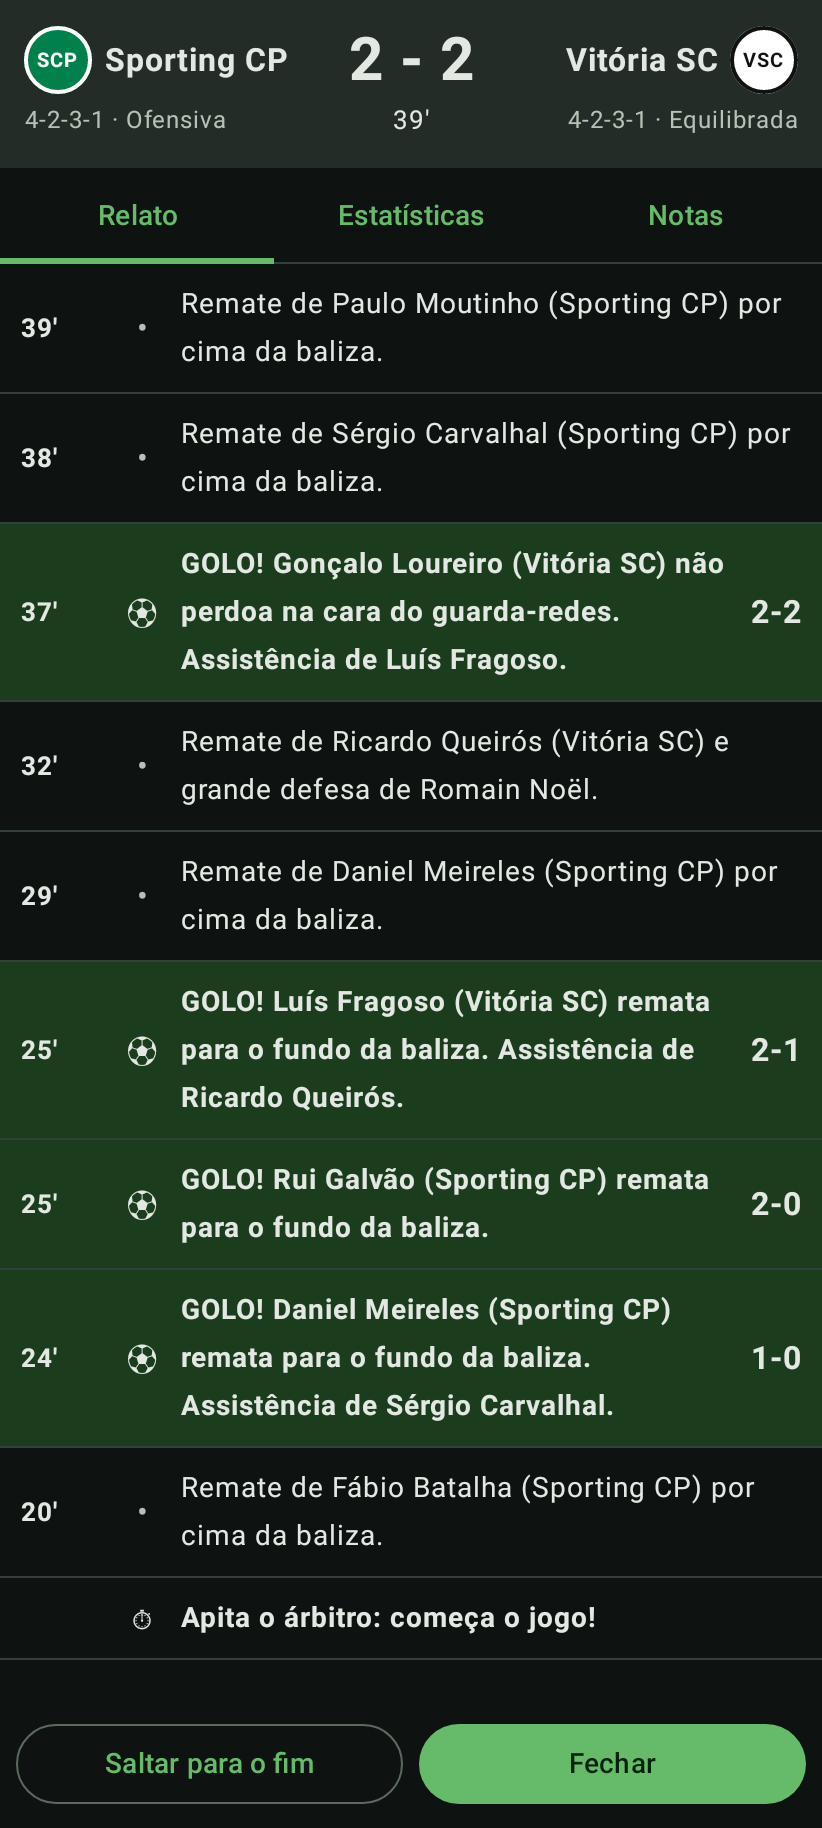 SCP Sporting CP 2 - 2 Vitória SC VSC
4-2-3-1 · Ofensiva 39' 4-2-3-1 · Equilibrada
Relato Estatísticas Notas
Remate de Paulo Moutinho (Sporting CP) por
39' •
cima da baliza.
Remate de Sérgio Carvalhal (Sporting CP) por
38' •
cima da baliza.
GOLO! Gonçalo Loureiro (Vitória SC) não
37' perdoa na cara do guarda-redes. 2-2
Assistência de Luís Fragoso.
Remate de Ricardo Queirós (Vitória SC) e
32' •
grande defesa de Romain Noël.
Remate de Daniel Meireles (Sporting CP) por
29' •
cima da baliza.
GOLO! Luís Fragoso (Vitória SC) remata
25' para o fundo da baliza. Assistência de 2-1
Ricardo Queirós.
GOLO! Rui Galvão (Sporting CP) remata
25' 2-0
para o fundo da baliza.
GOLO! Daniel Meireles (Sporting CP)
24' remata para o fundo da baliza. 1-0
Assistência de Sérgio Carvalhal.
Remate de Fábio Batalha (Sporting CP) por
20' •
cima da baliza.
Apita o árbitro: começa o jogo!
Saltar para o fim Fechar